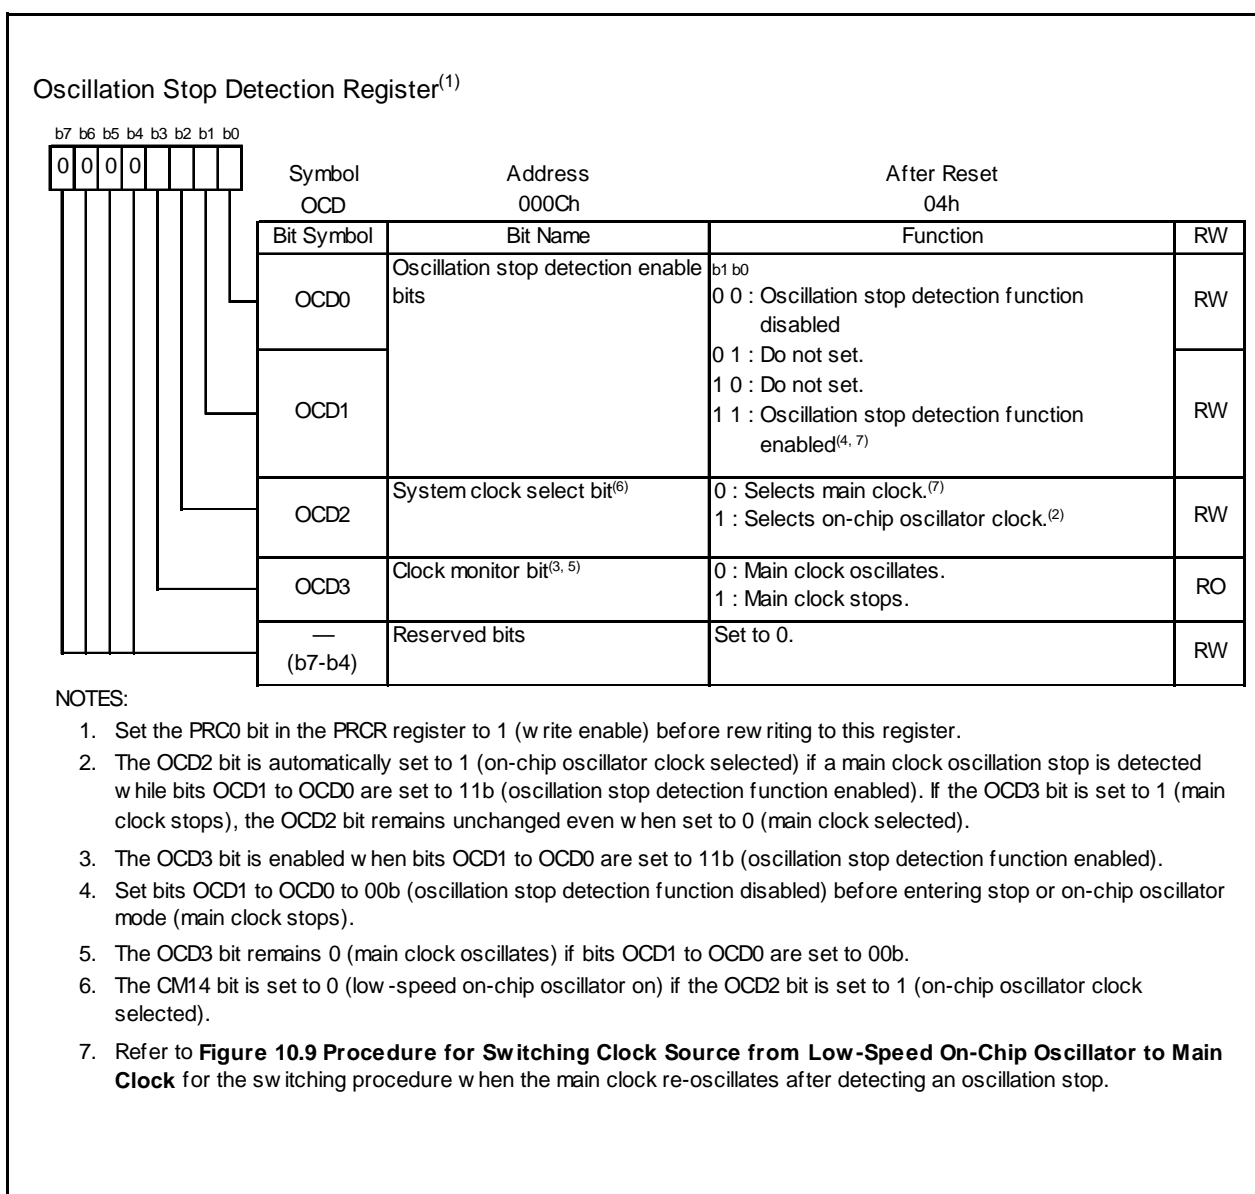 Oscillation Stop Detection Register(1)
b7 b6 b5 b4 b3 b2 b1 b0
0 0 0 0
Symbol Address After Reset
OCD 000Ch 04h
Bit Symbol Bit Name Function RW
OCD0 Oscillation stop detection enable bits b1 b0
0 0 : Oscillation stop detection function
disabled RW
OCD1 0 1 : Do not set.
1 0 : Do not set.
1 1 : Oscillation stop detection function
enabled(4, 7) RW
OCD2 System clock select bit(6) 0 : Selects main clock.(7)
1 : Selects on-chip oscillator clock.(2) RW
OCD3 Clock monitor bit(3, 5) 0 : Main clock oscillates.
1 : Main clock stops. RO
— Reserved bits Set to 0. RW
(b7-b4)
NOTES:
1. Set the PRC0 bit in the PRCR register to 1 (write enable) before rewriting to this register.
2. The OCD2 bit is automatically set to 1 (on-chip oscillator clock selected) if a main clock oscillation stop is detected
while bits OCD1 to OCD0 are set to 11b (oscillation stop detection function enabled). If the OCD3 bit is set to 1 (main
clock stops), the OCD2 bit remains unchanged even when set to 0 (main clock selected).
3. The OCD3 bit is enabled when bits OCD1 to OCD0 are set to 11b (oscillation stop detection function enabled).
4. Set bits OCD1 to OCD0 to 00b (oscillation stop detection function disabled) before entering stop or on-chip oscillator
mode (main clock stops).
5. The OCD3 bit remains 0 (main clock oscillates) if bits OCD1 to OCD0 are set to 00b.
6. The CM14 bit is set to 0 (low-speed on-chip oscillator on) if the OCD2 bit is set to 1 (on-chip oscillator clock
selected).
7. Refer to Figure 10.9 Procedure for Switching Clock Source from Low-Speed On-Chip Oscillator to Main
Clock for the switching procedure when the main clock re-oscillates after detecting an oscillation stop.